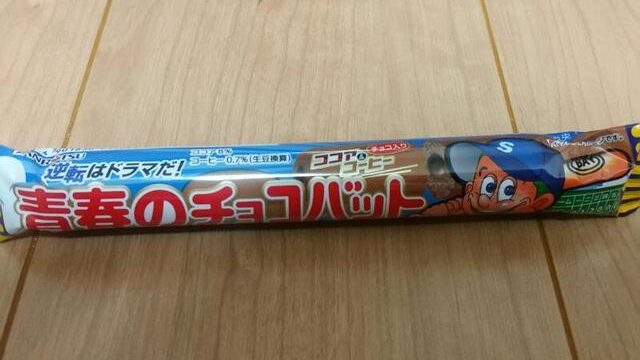 ココア 6%
コーヒー 0.7% (生豆換算)
逆転はドラマだ!
チョコ入り
ココア&コーヒー
青春のチョコバット
S